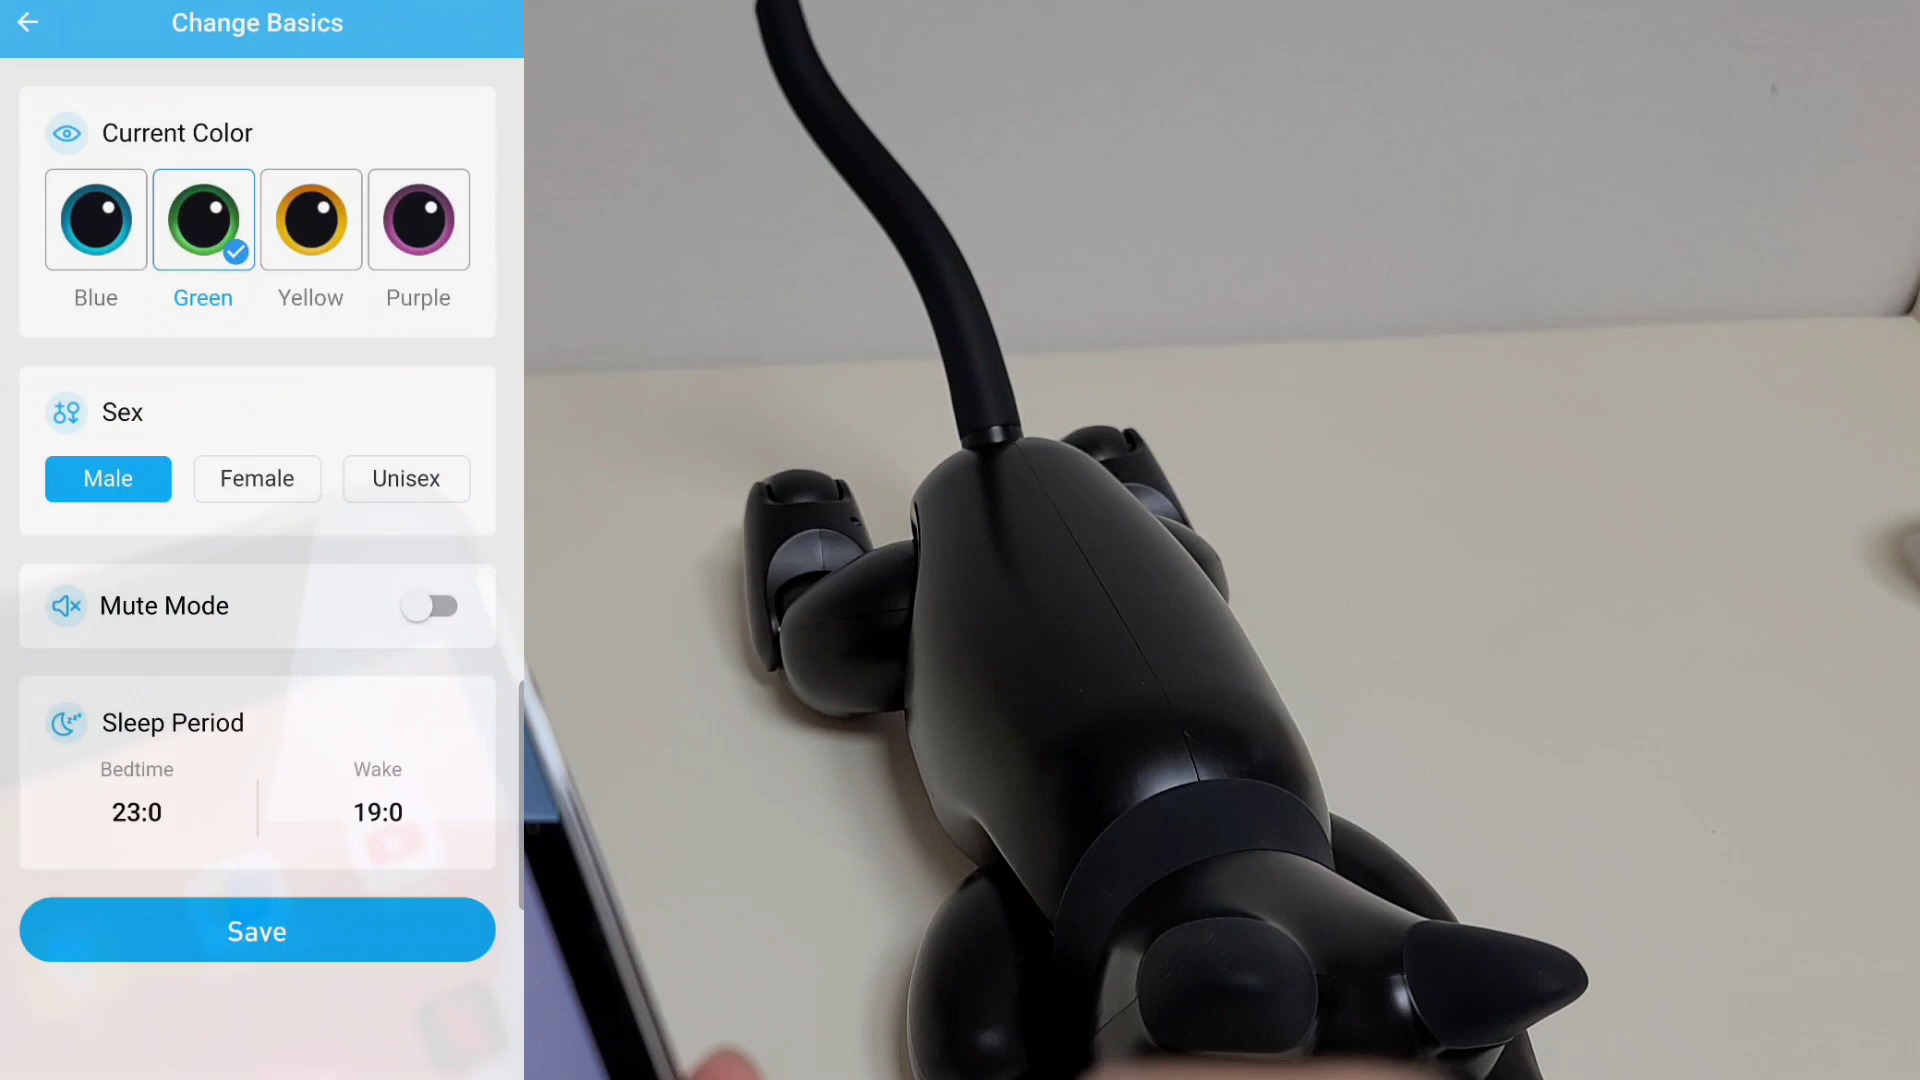 Change Basics
Current Color
Blue Green Yellow Purple
Sex
Male Female Unisex
Mute Mode
Sleep Period
Bedtime Wake
23:0 19:0
Save